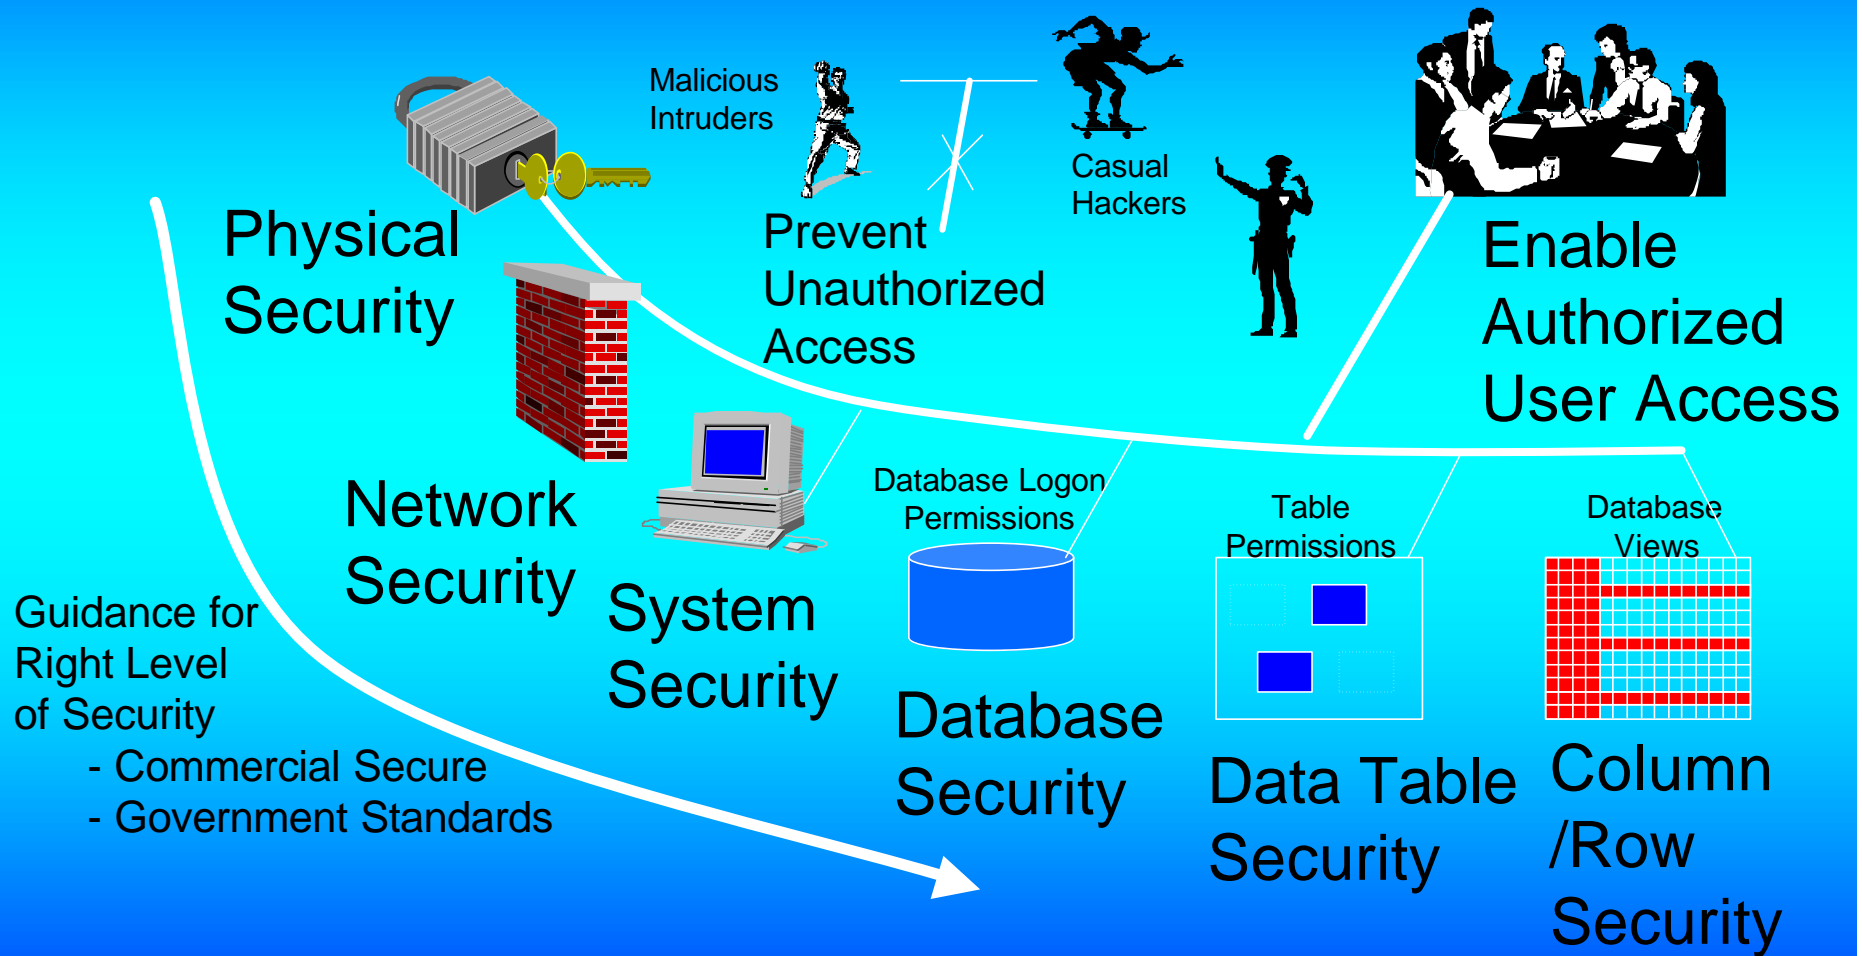 Malicious
Intruders
Casual
Hackers
Physical
Security
Prevent
Unauthorized
Access
Enable
Authorized
User Access
Network
Security
Database Logon
Permissions
Table
Permissions
Database
Views
Guidance for
Right Level
of Security
- Commercial Secure
- Government Standards
System
Security
Database
Security
Data Table
Security
Column
/Row
Security